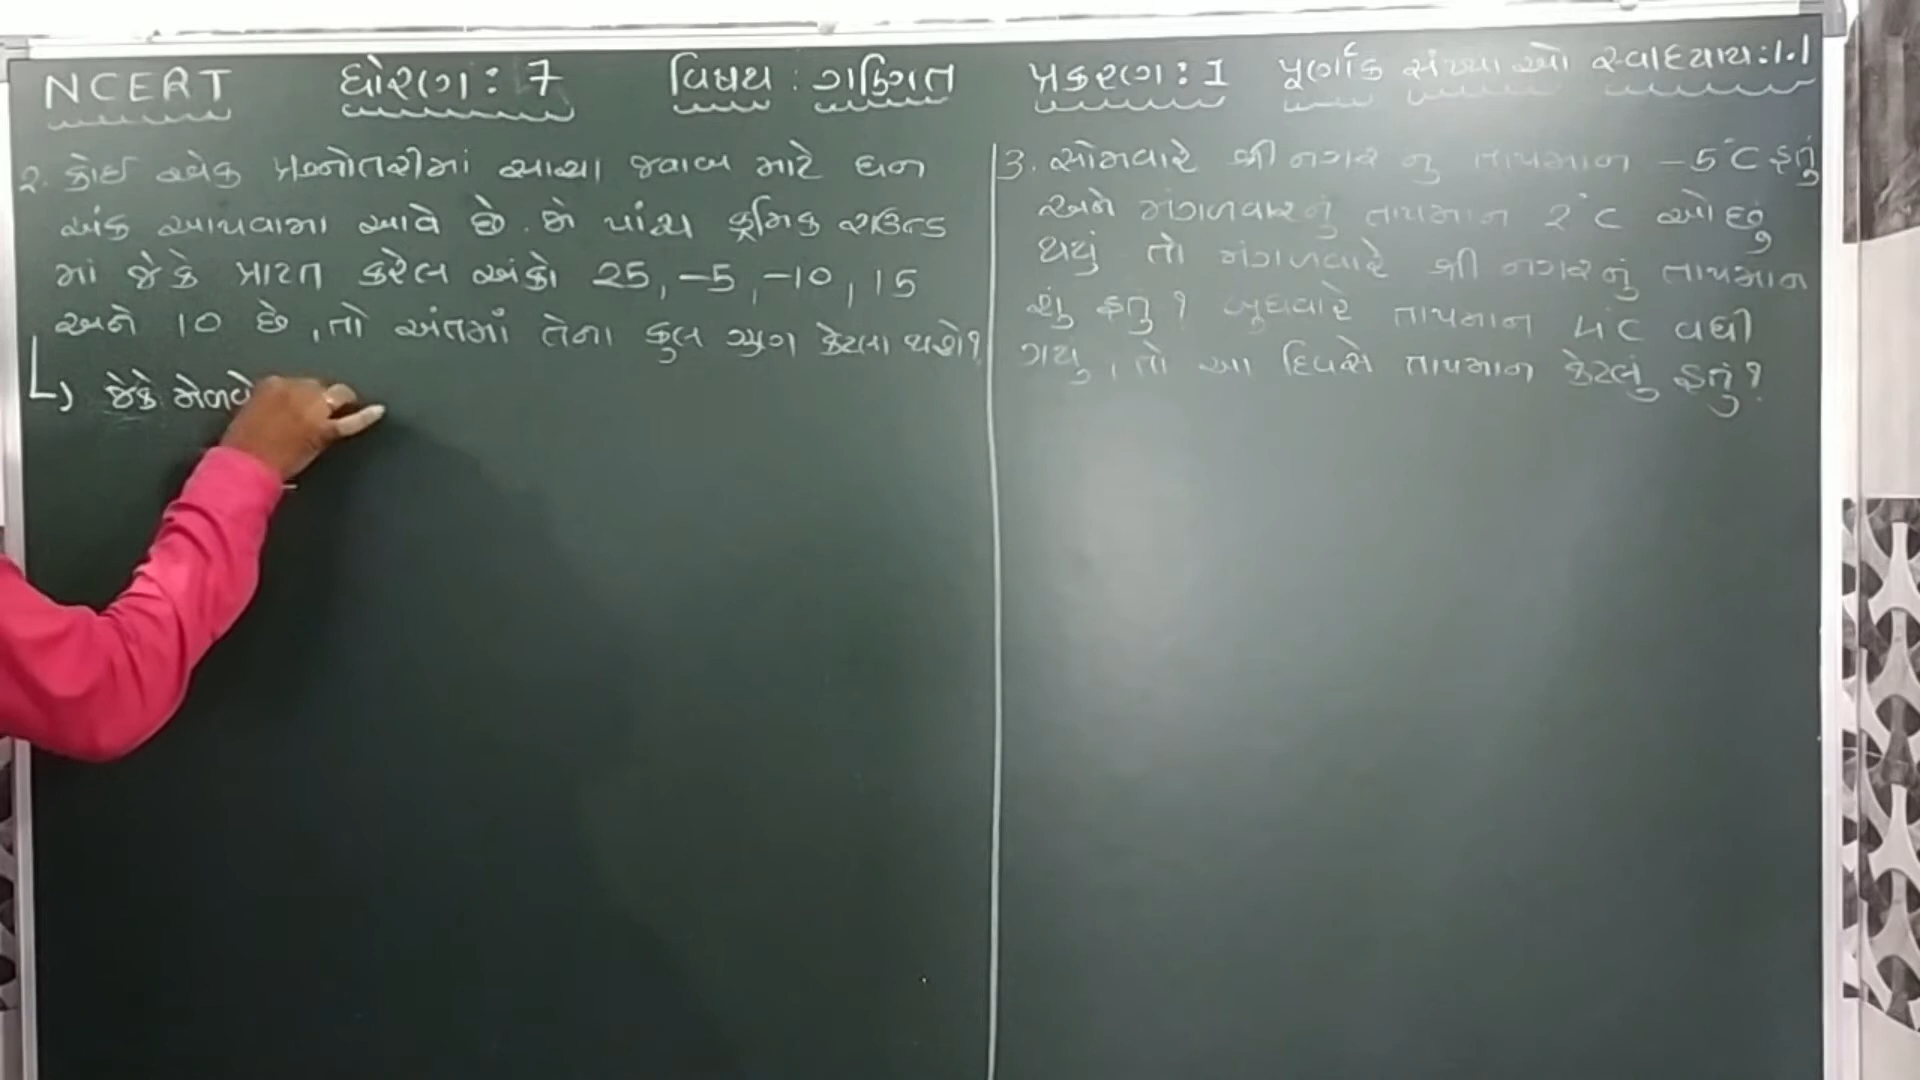 NCERT ધોરણ : 7 વિષય : ગણિત પ્રકરણ : 1 પૂર્ણાંક સંખ્યાઓ સ્વાધ્યાય : 1.1
2. કોઈ એક પ્રશ્નોતરીમાં સાચા જવાબ માટે ધન
અંક આપવામા આવે છે. જો પાંચ ક્રમિક રાઉન્ડ
માં જેકે પ્રાપ્ત કરેલ અંકો 25, -5, -10, 15
અને 10 છે, તો અંતમાં તેના કુલ ગુણ કેટલા થશે?
જેકે મેળવે
3. સોમવારે શ્રીનગર નુ તાપમાન -5°C હતું
અને મંગળવારનું તાપમાન 2°C ઓછું
થયું તો મંગળવારે શ્રીનગરનું તાપમાન
શું હતુ? બુધવારે તાપમાન 4°C વધી
ગયુ, તો આ દિવસે તાપમાન કેટલું હતું?